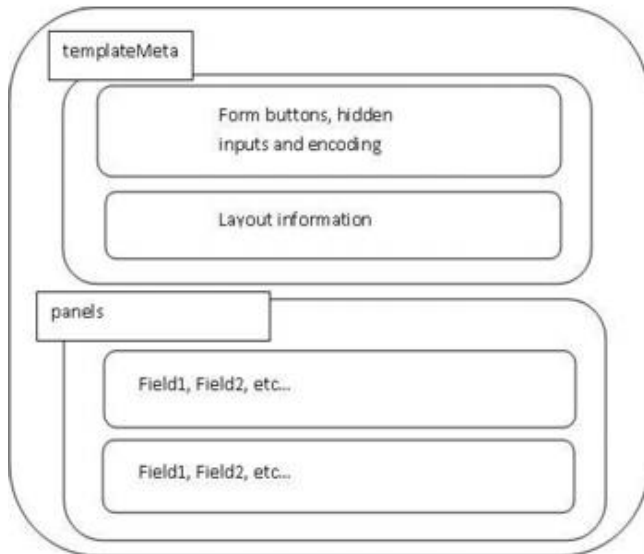 templateMeta
Form buttons, hidden
inputs and encoding
Layout information
panels
Field1, Field2, etc...
Field1, Field2, etc...